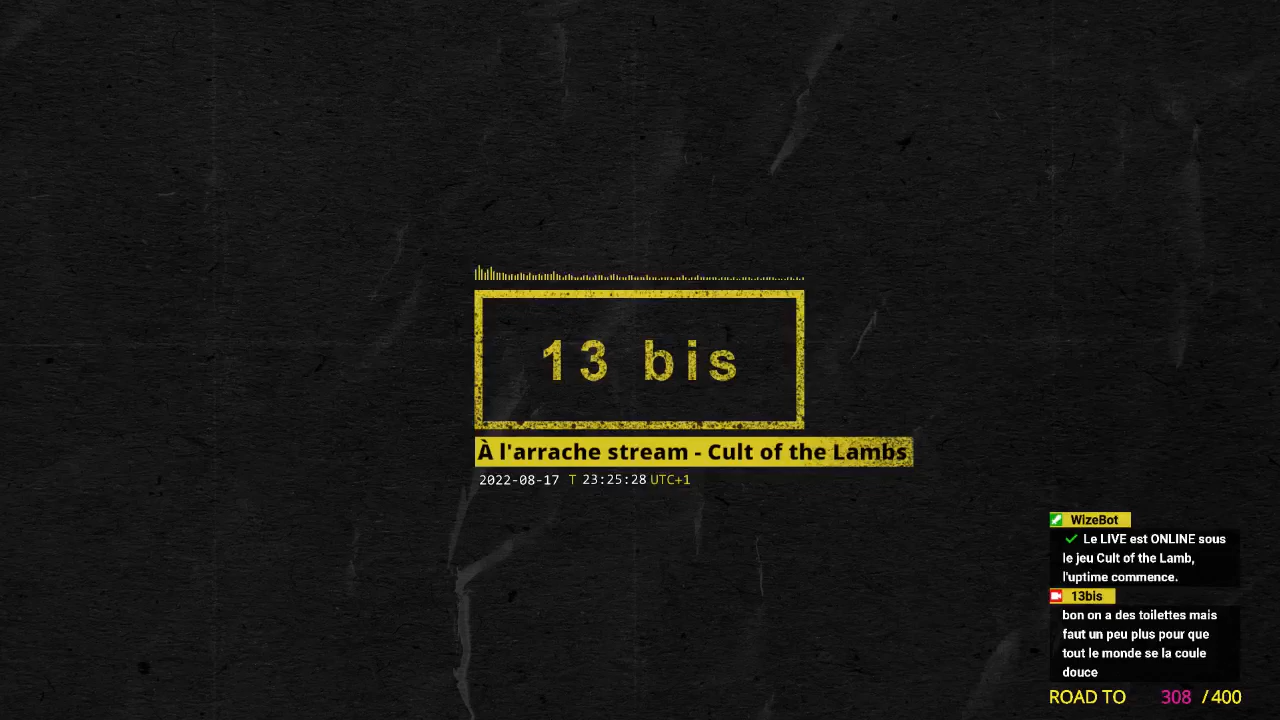 13 bis
À l'arrache stream - Cult of the Lambs
2022-08-17 T 23:25:28 UTC+1
WizeBot
Le LIVE est ONLINE sous
le jeu Cult of the Lamb,
l'uptime commence.
13bis
bon on a des toilettes mais
faut un peu plus pour que
tout le monde se la coule
douce
ROAD TO 308 / 400